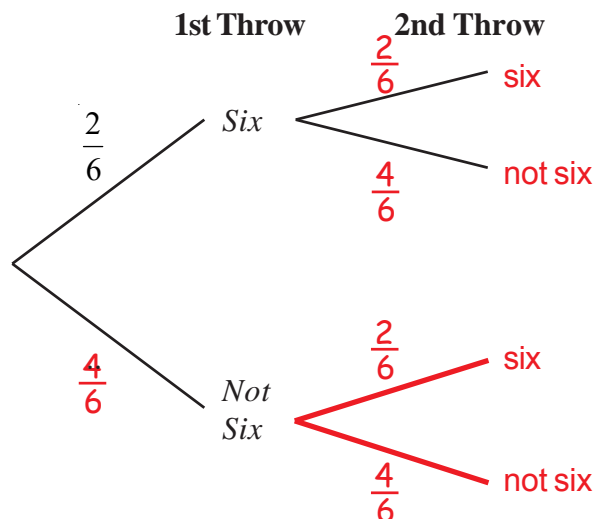 1st Throw 2nd Throw
2/6 six
2/6 Six
4/6 not six
2/6 six
4/6 Not
Six
4/6 not six